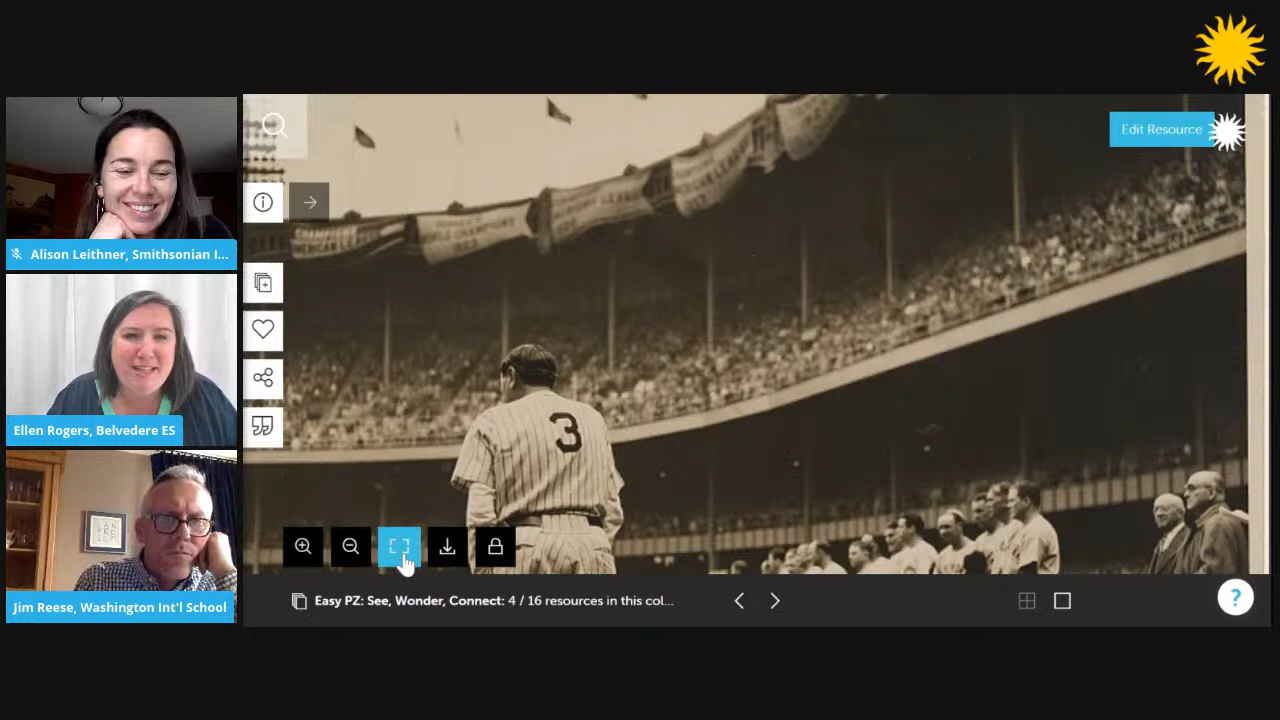 Edit Resource
Alison Leithner, Smithsonian I...
Ellen Rogers, Belvedere ES
3
Jim Reese, Washington Int'l School
Easy PZ: See, Wonder, Connect: 4 / 16 resources in this col...
?